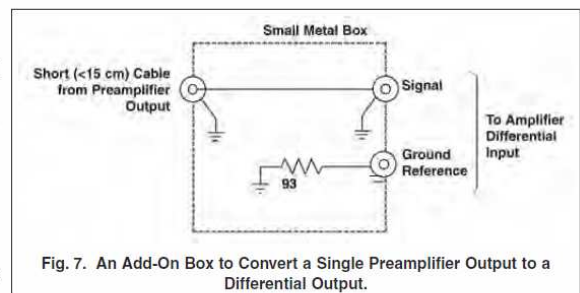 Small Metal Box
Short (<15 cm) Cable
from Preamplifier
Output
Signal
Ground
Reference
93
To Amplifier
Differential
Input
Fig. 7. An Add-On Box to Convert a Single Preamplifier Output to a
Differential Output.